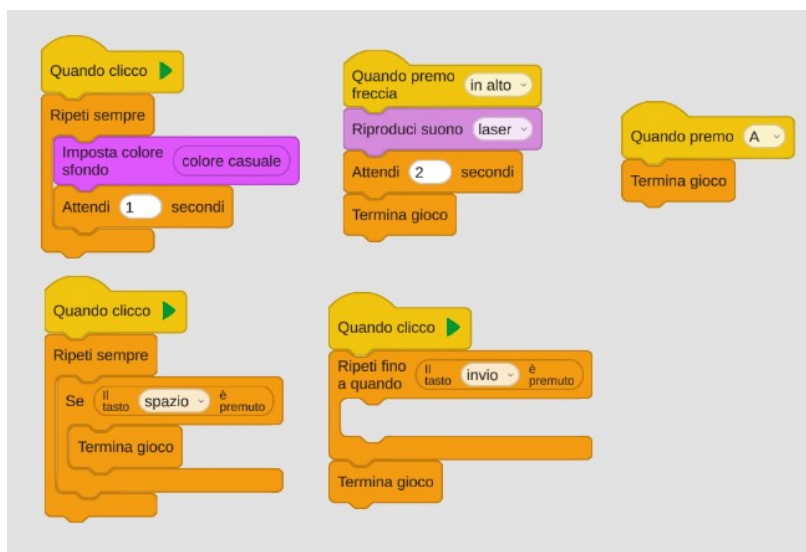 Quando clicco
Ripeti sempre
Imposta colore
sfondo
colore casuale
Attendi 1 secondi
Quando premo
freccia
in alto
Riproduci suono laser
Attendi 2 secondi
Termina gioco
Quando premo A
Termina gioco
Quando clicco
Ripeti sempre
Se
Il
tasto
spazio
è
premuto
Termina gioco
Quando clicco
Ripeti fino
a quando
Il
tasto
invio
è
premuto
Termina gioco